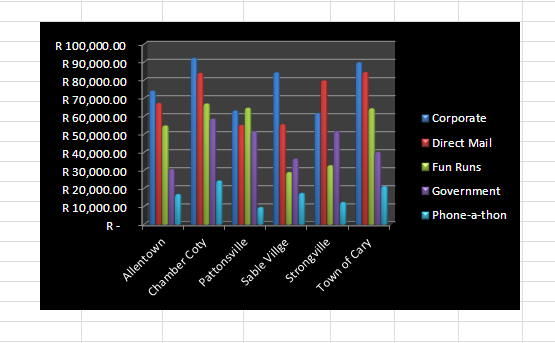 R 100,000.00
R 90,000.00
R 80,000.00
R 70,000.00
R 60,000.00
R 50,000.00
R 40,000.00
R 30,000.00
R 20,000.00
R 10,000.00
R -
Allentown
Chamber Coty
Pattonsville
Sable Villge
Strongville
Town of Cary
Corporate
Direct Mail
Fun Runs
Government
Phone-a-thon